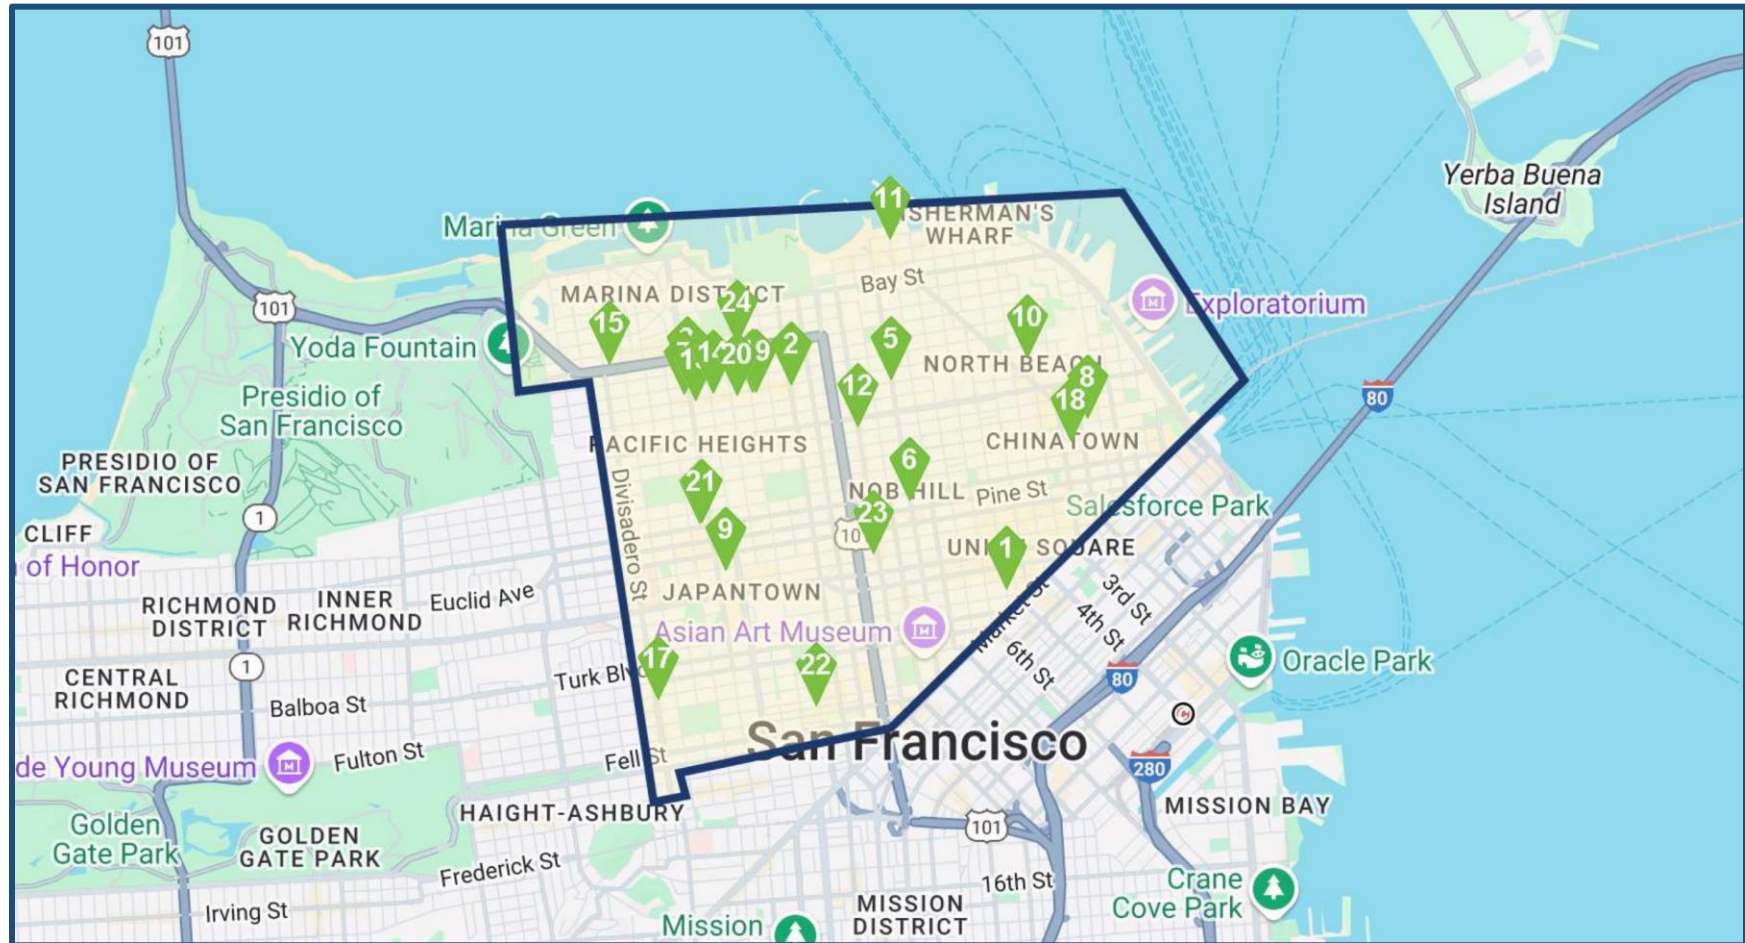 101
Yerba Buena
Island
11
FISHERMAN'S
WHARF
Marina Green
Bay St
MARINA DISTRICT
24
Exploratorium
101
15
10
Yoda Fountain
5
2
20
NORTH BEACH
8
12
18
80
Presidio of
San Francisco
PACIFIC HEIGHTS
CHINATOWN
PRESIDIO OF
SAN FRANCISCO
6
21
NOB HILL
Pine St
Divisadero St
23
Salesforce Park
1
CLIFF
9
10
UNION SQUARE
1
of Honor
3rd St
RICHMOND
DISTRICT
INNER
RICHMOND
Euclid Ave
JAPANTOWN
Market St
4th St
Asian Art Museum
6th St
1
17
22
Oracle Park
CENTRAL
RICHMOND
Turk Blvd
80
Balboa St
San Francisco
de Young Museum
Fulton St
Fell St
280
HAIGHT-ASHBURY
MISSION BAY
Golden
Gate Park
GOLDEN
GATE PARK
101
Frederick St
16th St
Crane
Cove Park
Irving St
MISSION
DISTRICT
Mission